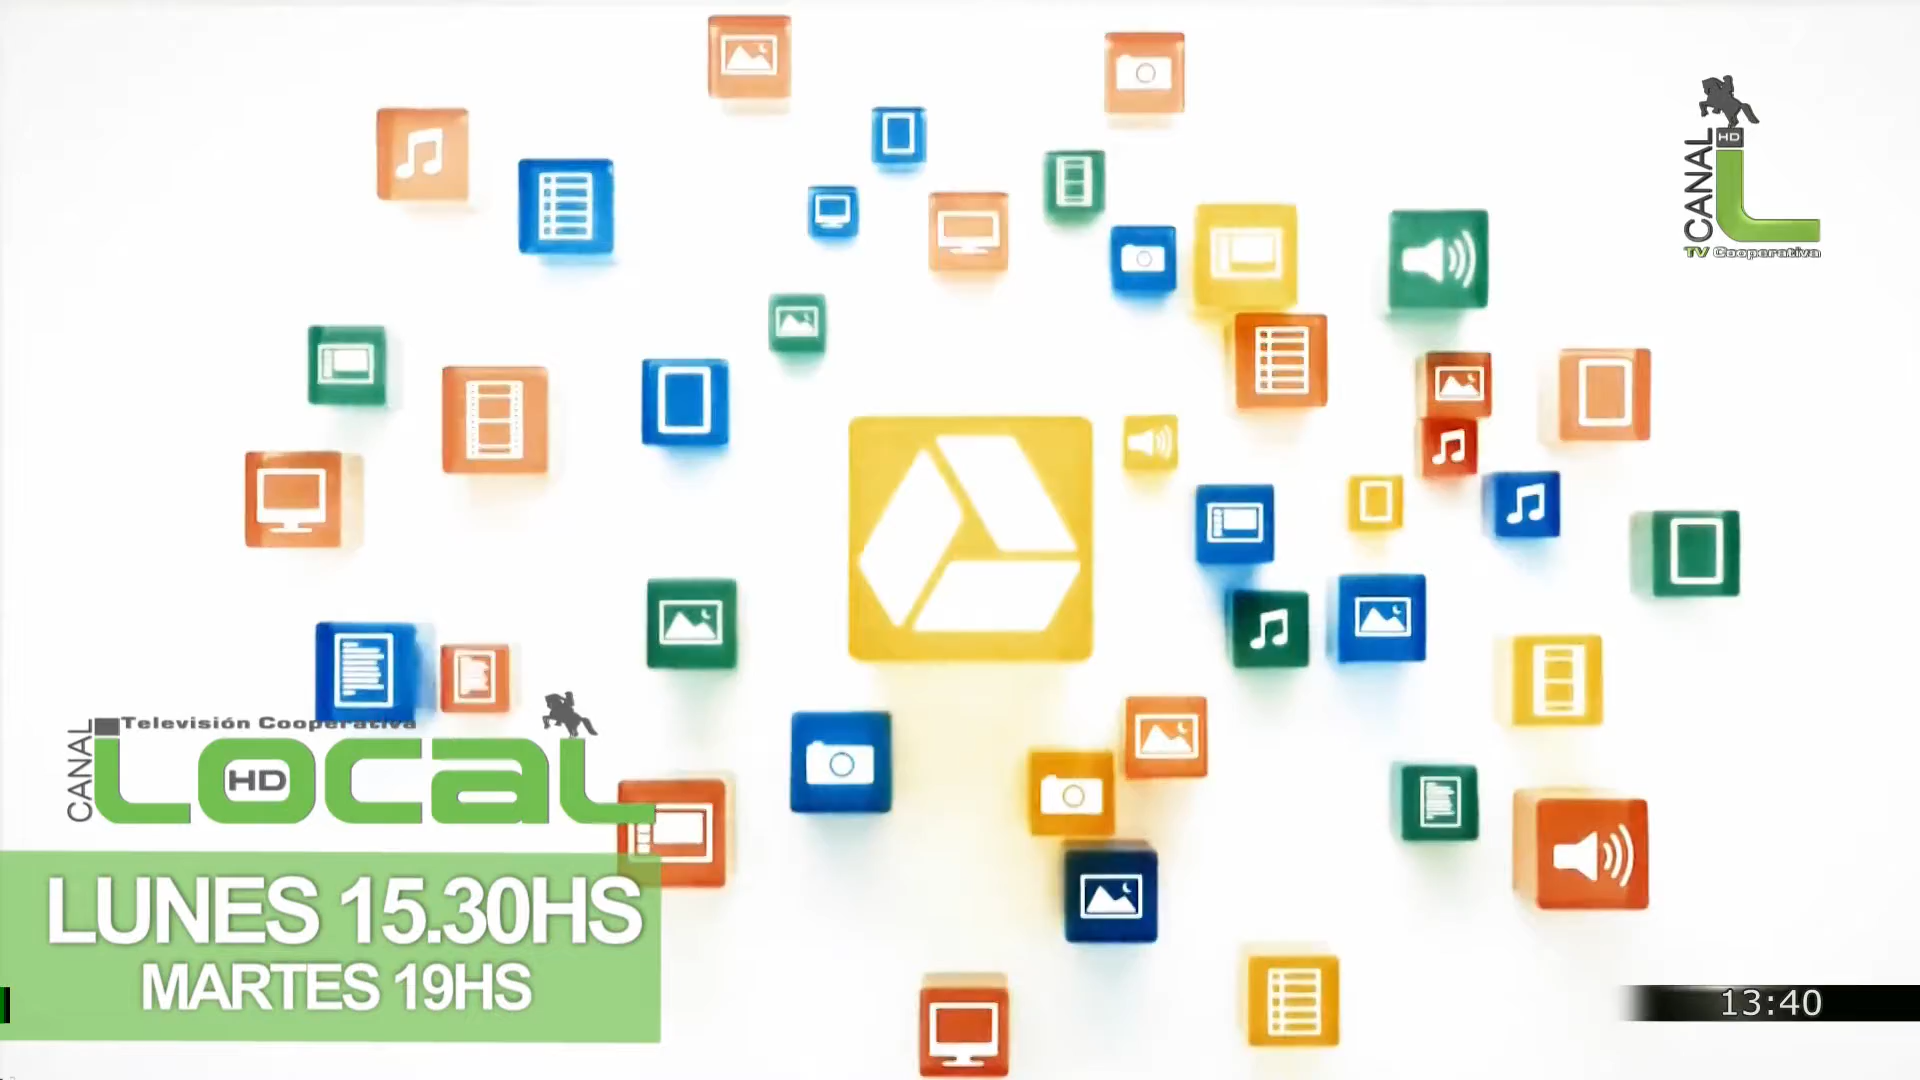 CANAL
HD
L
TV Cooperativa
Televisión Cooperativa
CANAL
LOCAL
HD
LUNES 15.30HS
MARTES 19HS
13:40